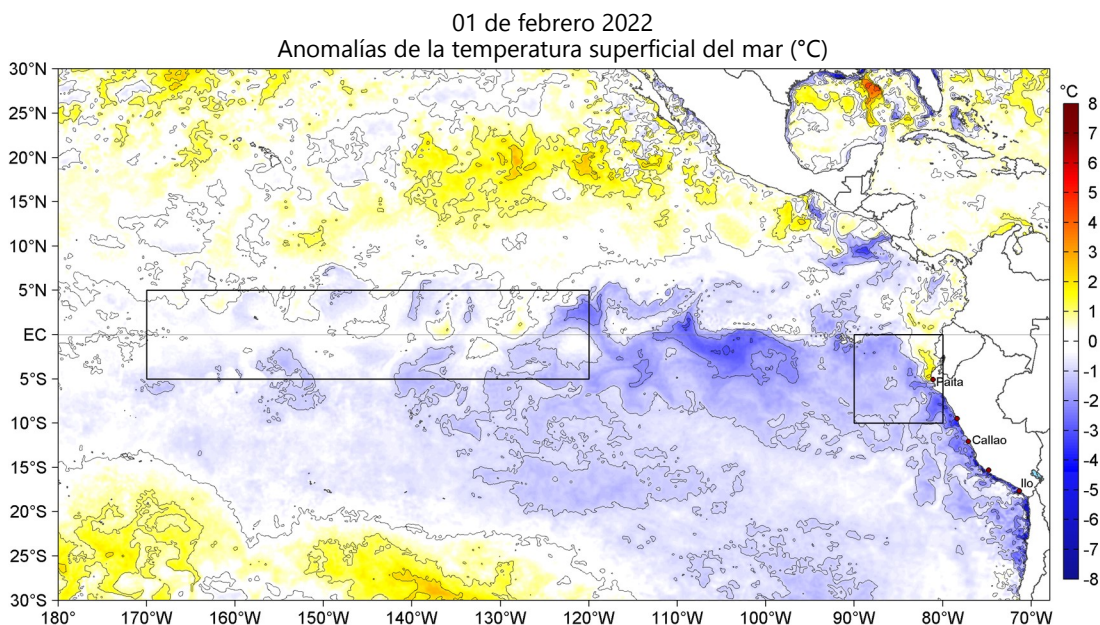 01 de febrero 2022
Anomalías de la temperatura superficial del mar (°C)
30°N
25°N
20°N
15°N
10°N
5°N
EC
5°S
10°S
15°S
20°S
25°S
30°S
180
170°W
160°W
150°W
140°W
130°W
120°W
110°W
100°W
90°W
80°W
70°W
Paita
Callao
Ilo
°C
8
7
6
5
4
3
2
1
0
-1
-2
-3
-4
-5
-6
-7
-8